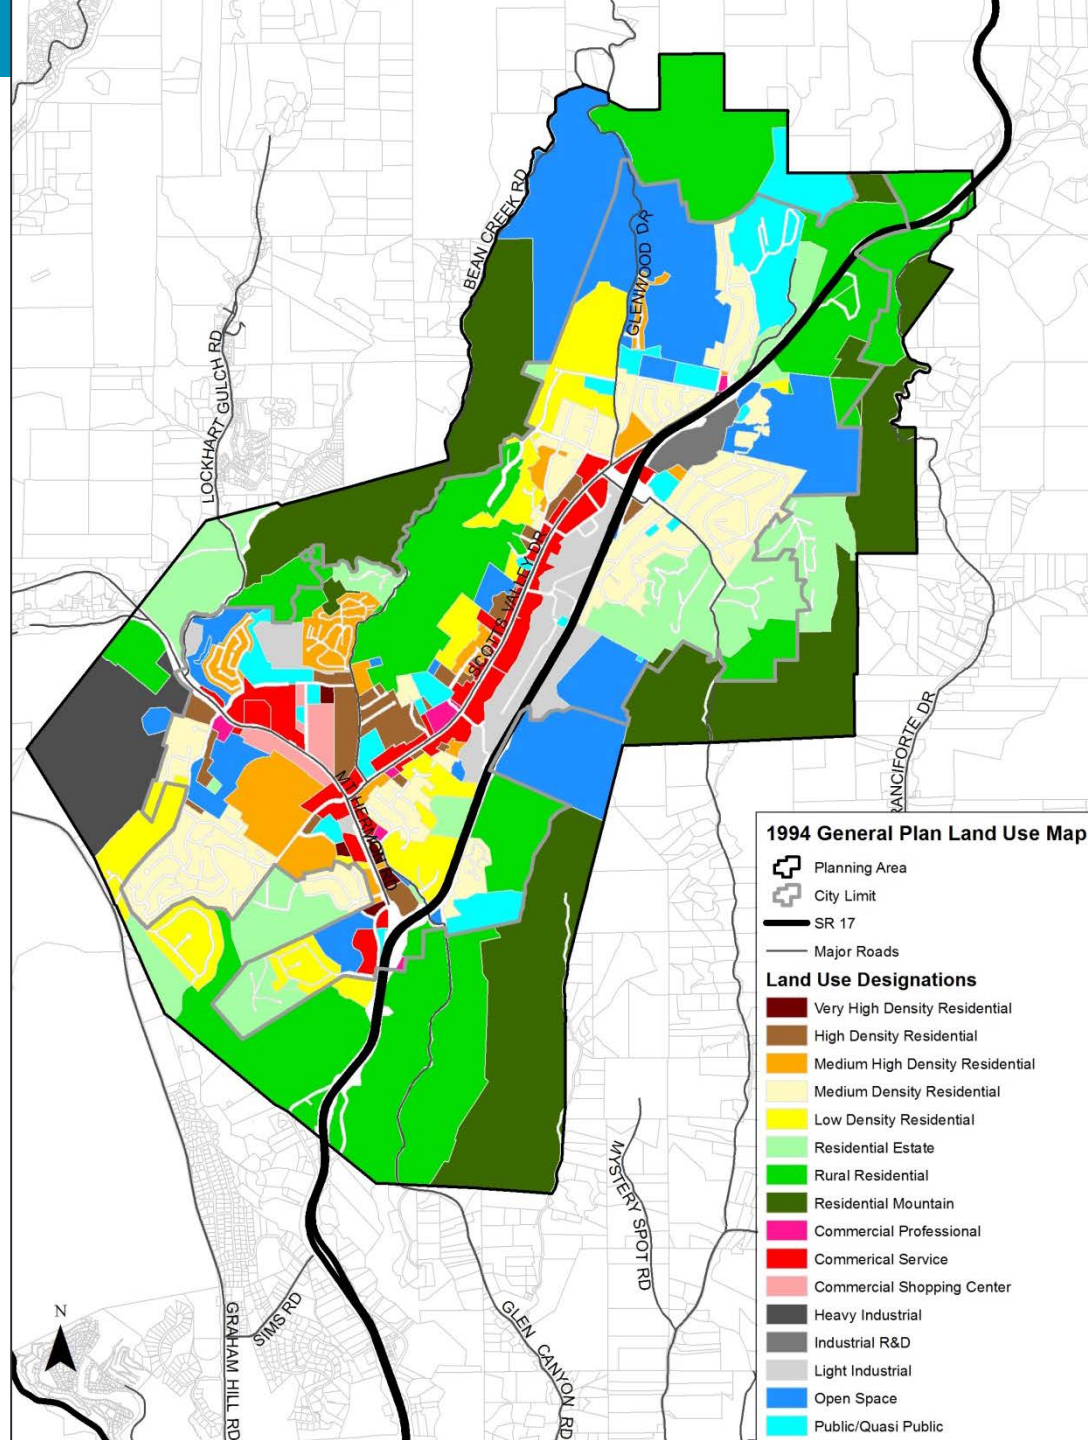 BEAN CREEK RD
GLENWOOD DR
LOCKHART GULCH RD
SCOTTS VALLEY DR
MT HERMON RD
RANCIFORTE DR
MYSTERY SPOT RD
GRAHAM HILL RD
SIMS RD
GLEN CANYON RD
N
1994 General Plan Land Use Map
Planning Area
City Limit
SR 17
Major Roads
Land Use Designations
Very High Density Residential
High Density Residential
Medium High Density Residential
Medium Density Residential
Low Density Residential
Residential Estate
Rural Residential
Residential Mountain
Commercial Professional
Commerical Service
Commercial Shopping Center
Heavy Industrial
Industrial R&D
Light Industrial
Open Space
Public/Quasi Public